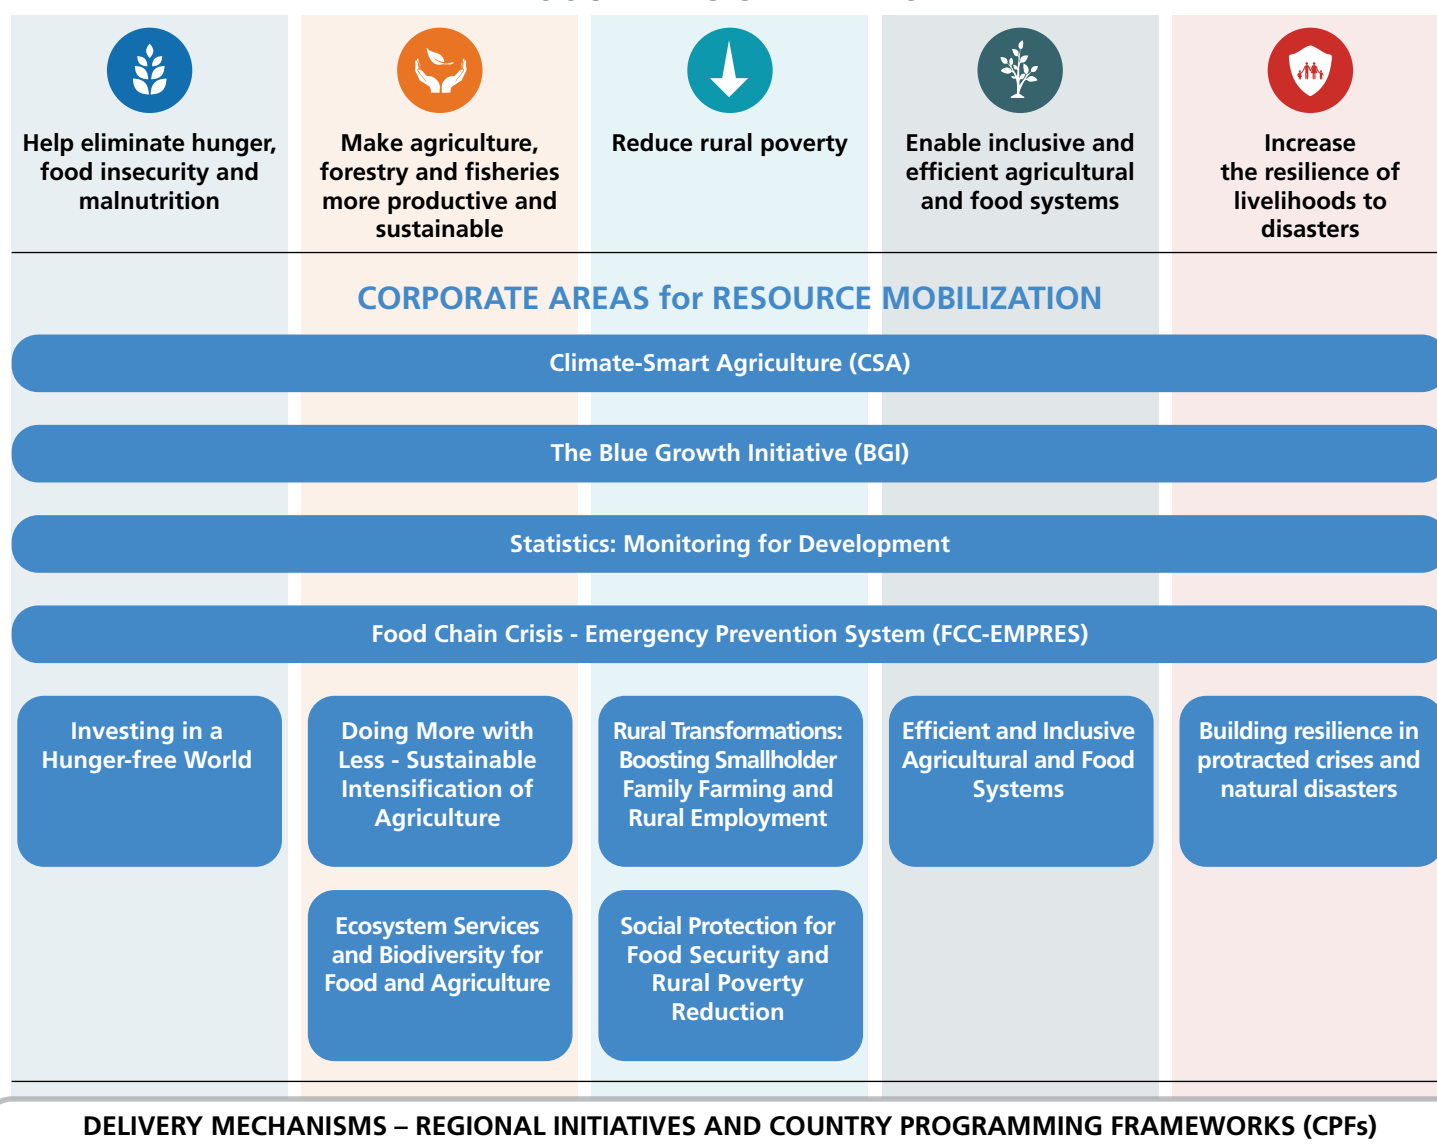 Help eliminate hunger,
food insecurity and
malnutrition
Make agriculture,
forestry and fisheries
more productive and
sustainable
Reduce rural poverty
Enable inclusive and
efficient agricultural
and food systems
Increase
the resilience of
livelihoods to
disasters
CORPORATE AREAS for RESOURCE MOBILIZATION
Climate-Smart Agriculture (CSA)
The Blue Growth Initiative (BGI)
Statistics: Monitoring for Development
Food Chain Crisis - Emergency Prevention System (FCC-EMPRES)
Investing in a
Hunger-free World
Doing More with
Less - Sustainable
Intensification of
Agriculture
Rural Transformations:
Boosting Smallholder
Family Farming and
Rural Employment
Efficient and Inclusive
Agricultural and Food
Systems
Building resilience in
protracted crises and
natural disasters
Ecosystem Services
and Biodiversity for
Food and Agriculture
Social Protection for
Food Security and
Rural Poverty
Reduction
DELIVERY MECHANISMS – REGIONAL INITIATIVES AND COUNTRY PROGRAMMING FRAMEWORKS (CPFs)